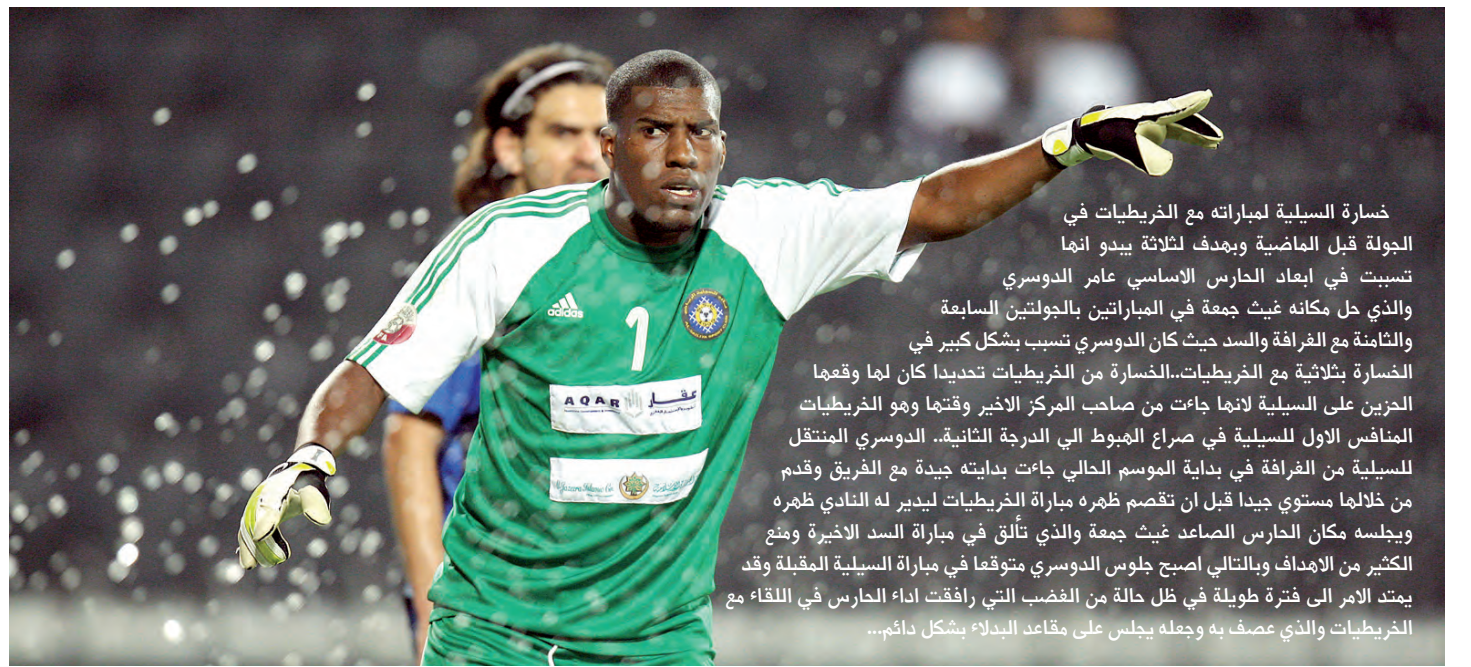 خسارة السيلية لمباراته مع الخريطيات في
الجولة قبل الماضية وبهدف لثلاثة يبدو انها
تسببت في ابعاد الحارس الاساسي عامر الدوسري
والذي حل مكانه غيث جمعة في المباراتين بالجولتين السابعة
والثامنة مع الغرافة والسد حيث كان الدوسري تسبب بشكل كبير في
الخسارة بثلاثية مع الخريطيات..الخسارة من الخريطيات تحديدا كان لها وقعها
الحزين على السيلية لانها جاءت من صاحب المركز الاخير وقتها وهو الخريطيات
المنافس الاول للسيلية في صراع الهبوط الي الدرجة الثانية.. الدوسري المنتقل
للسيلية من الغرافة في بداية الموسم الحالي جاءت بدايته جيدة مع الفريق وقدم
من خلالها مستوي جيدا قبل ان تقصم ظهره مباراة الخريطيات ليدير له النادي ظهره
ويجلسه مكان الحارس الصاعد غيث جمعة والذي تألق في مباراة السد الاخيرة ومنع
الكثير من الاهداف وبالتالي اصبح جلوس الدوسري متوقعا في مباراة السيلية المقبلة وقد
يمتد الامر الى فترة طويلة في ظل حالة من الغضب التي رافقت اداء الحارس في اللقاء مع
الخريطيات والذي عصف به وجعله يجلس على مقاعد البدلاء بشكل دائم...
adidas
1
AQAR عقار